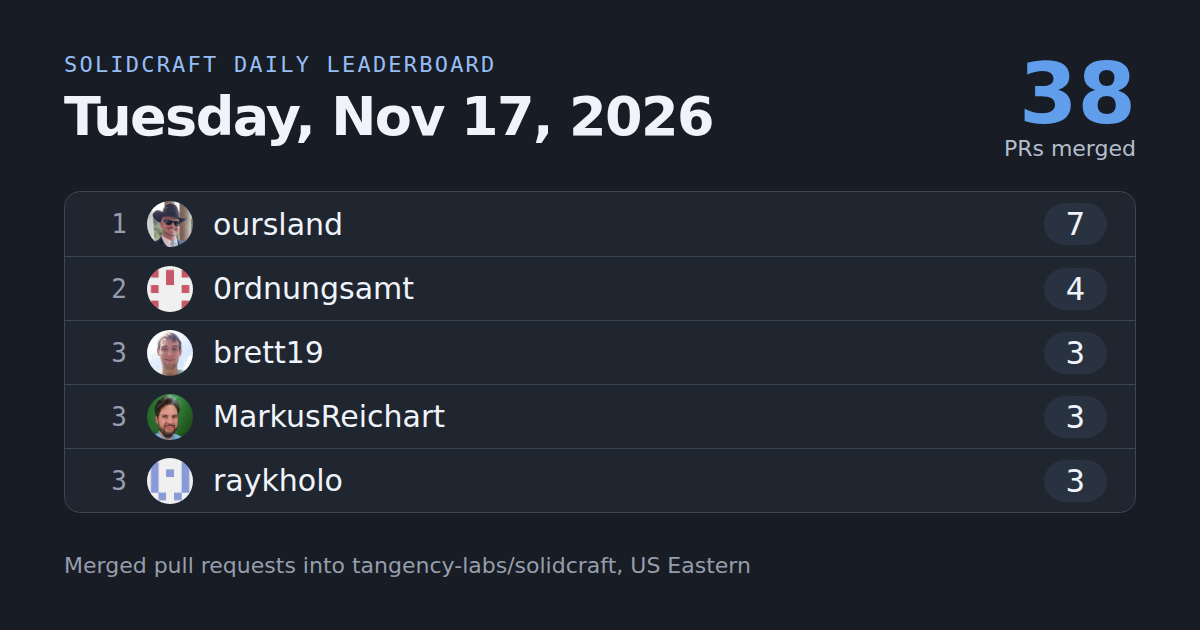 SOLIDCRAFT DAILY LEADERBOARD
Tuesday, Nov 17, 2026
38
PRs merged
1 oursland 7
2 0rdnungsamt 4
3 brett19 3
3 MarkusReichart 3
3 raykholo 3
Merged pull requests into tangency-labs/solidcraft, US Eastern